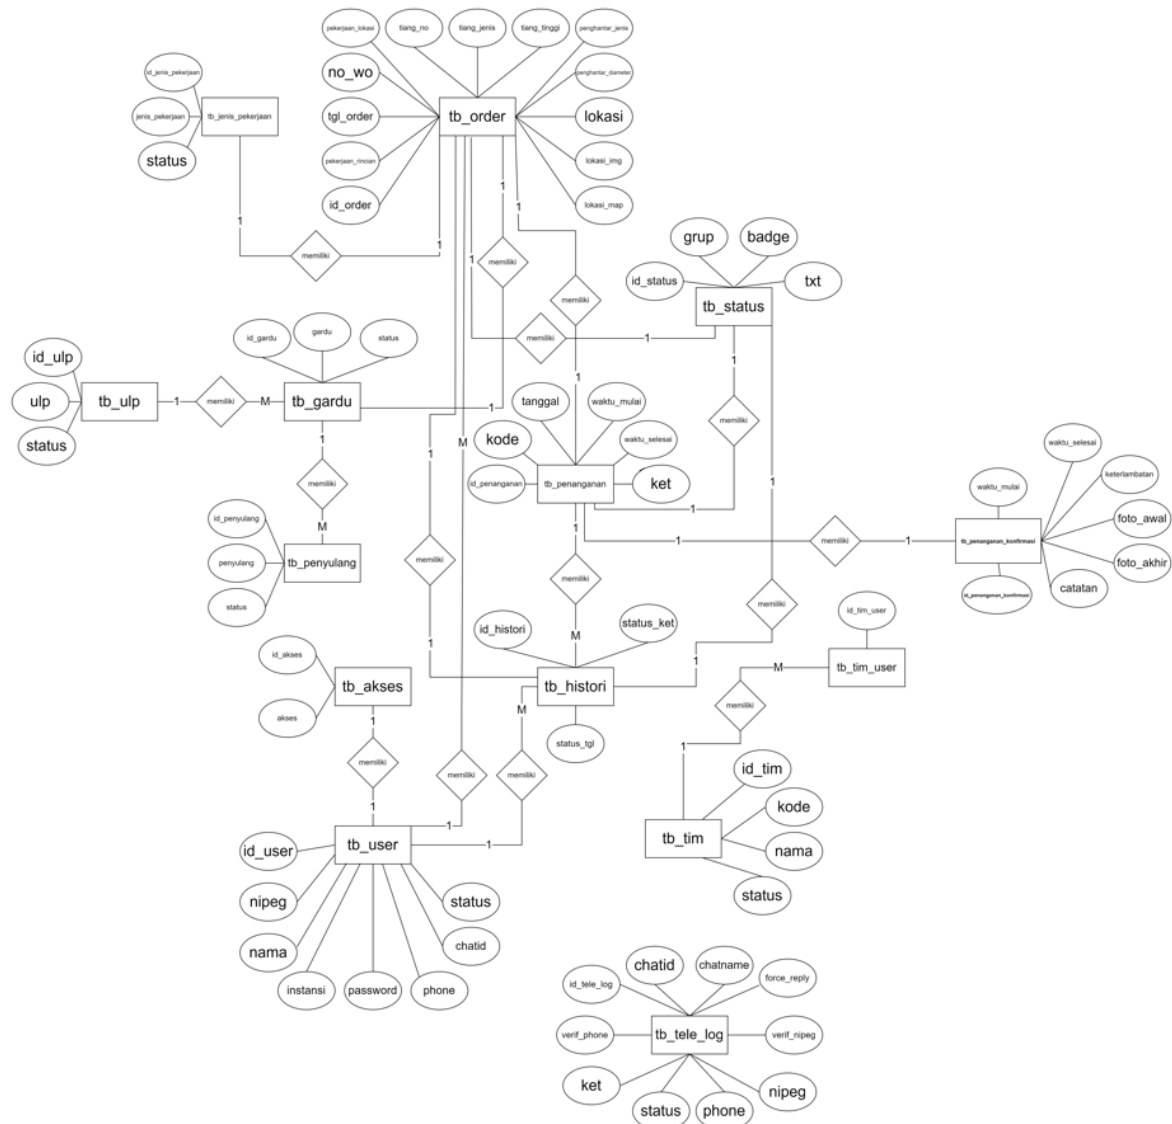 pekerjaan_lokasi
tiang_no
tiang_jenis
tiang_tinggi
penghantar_jenis
id_jenis_pekerjaan
no_wo
penghantar_diameter
jenis_pekerjaan
tb_jenis_pekerjaan
tgl_order
tb_order
lokasi
status
pekerjaan_rincian
lokasi_img
id_order
lokasi_map
1
1
1
1
1
memiliki
memiliki
1
memiliki
grup
badge
id_status
txt
tb_status
memiliki
1
1
1
id_gardu
gardu
status
id_ulp
ulp
status
tb_ulp
1
memiliki
M
tb_gardu
1
1
memiliki
M
id_penyulang
penyulang
status
tb_penyulang
1
M
1
tanggal
waktu_mulai
kode
waktu_selesai
id_penanganan
tb_penanganan
ket
memiliki
1
1
1
1
memiliki
1
waktu_selesai
waktu_mulai
keterlambatan
foto_awal
tb_penanganan_konfirmasi
foto_akhir
id_penanganan_konfirmasi
catatan
memiliki
1
memiliki
M
memiliki
1
id_histori
status_ket
tb_histori
status_tgl
id_tim_user
tb_tim_user
M
memiliki
1
id_akses
akses
tb_akses
1
memiliki
1
memiliki
1
M
memiliki
1
id_user
tb_user
nipeg
nama
instansi
password
phone
chatid
status
id_tim
kode
tb_tim
nama
status
chatid
chatname
id_tele_log
force_reply
verif_phone
tb_tele_log
verif_nipeg
ket
status
phone
nipeg